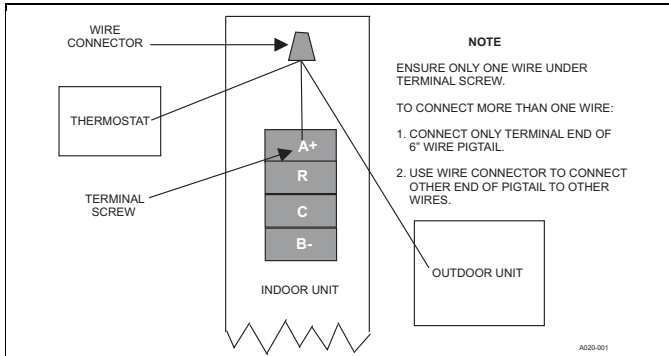 WIRE
CONNECTOR
THERMOSTAT
TERMINAL
SCREW
A+
R
C
B-
INDOOR UNIT
NOTE
ENSURE ONLY ONE WIRE UNDER
TERMINAL SCREW.
TO CONNECT MORE THAN ONE WIRE:
1. CONNECT ONLY TERMINAL END OF
6" WIRE PIGTAIL.
2. USE WIRE CONNECTOR TO CONNECT
OTHER END OF PIGTAIL TO OTHER
WIRES.
OUTDOOR UNIT
A020-001